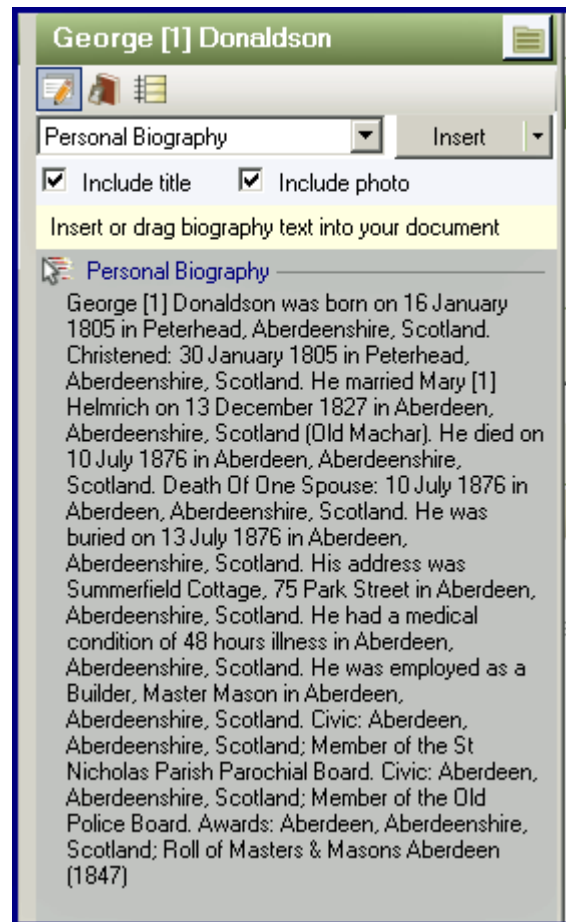 George [1] Donaldson
Personal Biography
Insert
Include title
Include photo
Insert or drag biography text into your document
Personal Biography
George [1] Donaldson was born on 16 January
1805 in Peterhead, Aberdeenshire, Scotland.
Christened: 30 January 1805 in Peterhead,
Aberdeenshire, Scotland. He married Mary [1]
Helmrich on 13 December 1827 in Aberdeen,
Aberdeenshire, Scotland (Old Machar). He died on
10 July 1876 in Aberdeen, Aberdeenshire,
Scotland. Death Of One Spouse: 10 July 1876 in
Aberdeen, Aberdeenshire, Scotland. He was
buried on 13 July 1876 in Aberdeen,
Aberdeenshire, Scotland. His address was
Summerfield Cottage, 75 Park Street in Aberdeen,
Aberdeenshire, Scotland. He had a medical
condition of 48 hours illness in Aberdeen,
Aberdeenshire, Scotland. He was employed as a
Builder, Master Mason in Aberdeen,
Aberdeenshire, Scotland. Civic: Aberdeen,
Aberdeenshire, Scotland; Member of the St
Nicholas Parish Parochial Board. Civic: Aberdeen,
Aberdeenshire, Scotland; Member of the Old
Police Board. Awards: Aberdeen, Aberdeenshire,
Scotland; Roll of Masters & Masons Aberdeen
(1847)